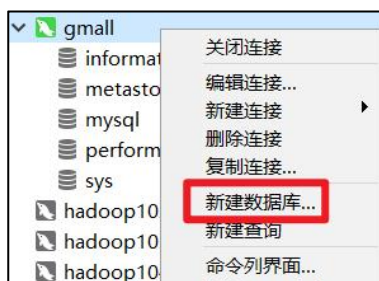 gmall
informat
metasto
mysql
perform
sys
hadoop10
hadoop10
hadoop10
关闭连接
编辑连接...
新建连接
删除连接
复制连接...
新建数据库...
新建查询
命令列界面...